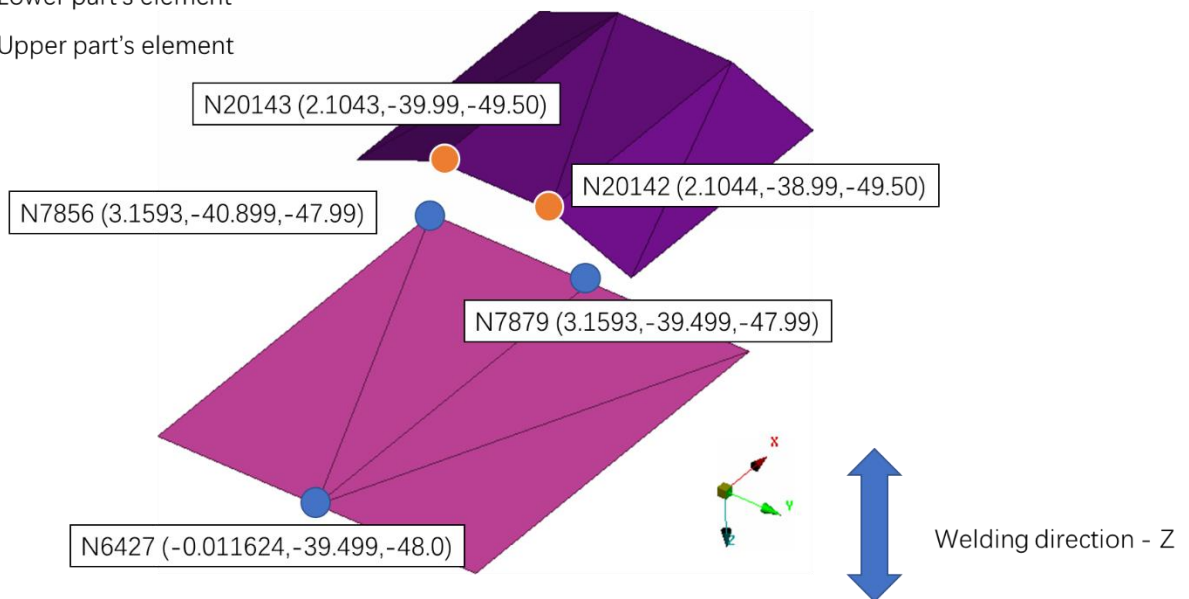 Lower part's element
Upper part's element
N20143 (2.1043,-39.99,-49.50)
N20142 (2.1044,-38.99,-49.50)
N7856 (3.1593,-40.899,-47.99)
N7879 (3.1593,-39.499,-47.99)
X
Y
Z
N6427 (-0.011624,-39.499,-48.0)
Welding direction - Z